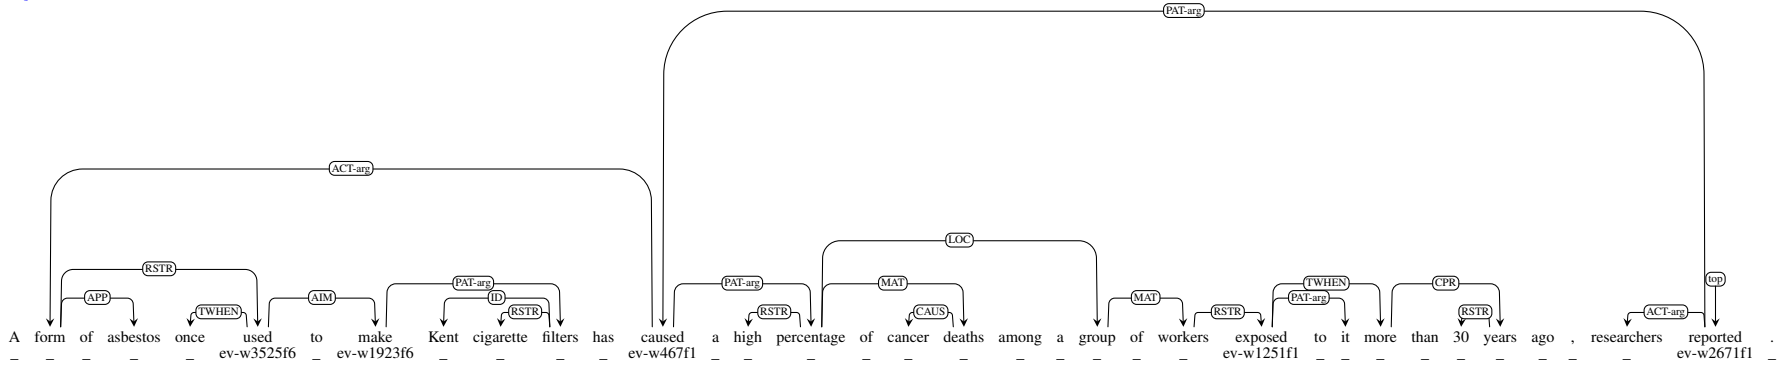 PAT-arg
ACT-arg
LOC
RSTR
top
PAT-arg PAT-arg MAT TWHEN CPR
APP AIM ID MAT PAT-arg
TWHEN RSTR RSTR CAUS RSTR RSTR ACT-arg
A form of asbestos once used to make Kent cigarette filters has caused a high percentage of cancer deaths among a group of workers exposed to it more than 30 years ago , researchers reported .
_ _ _ _ _ ev-w3525f6 _ ev-w1923f6 _ _ _ _ ev-w467f1 _ _ _ _ _ _ _ _ _ _ _ ev-w1251f1 _ _ _ _ _ _ _ _ _ ev-w2671f1 _